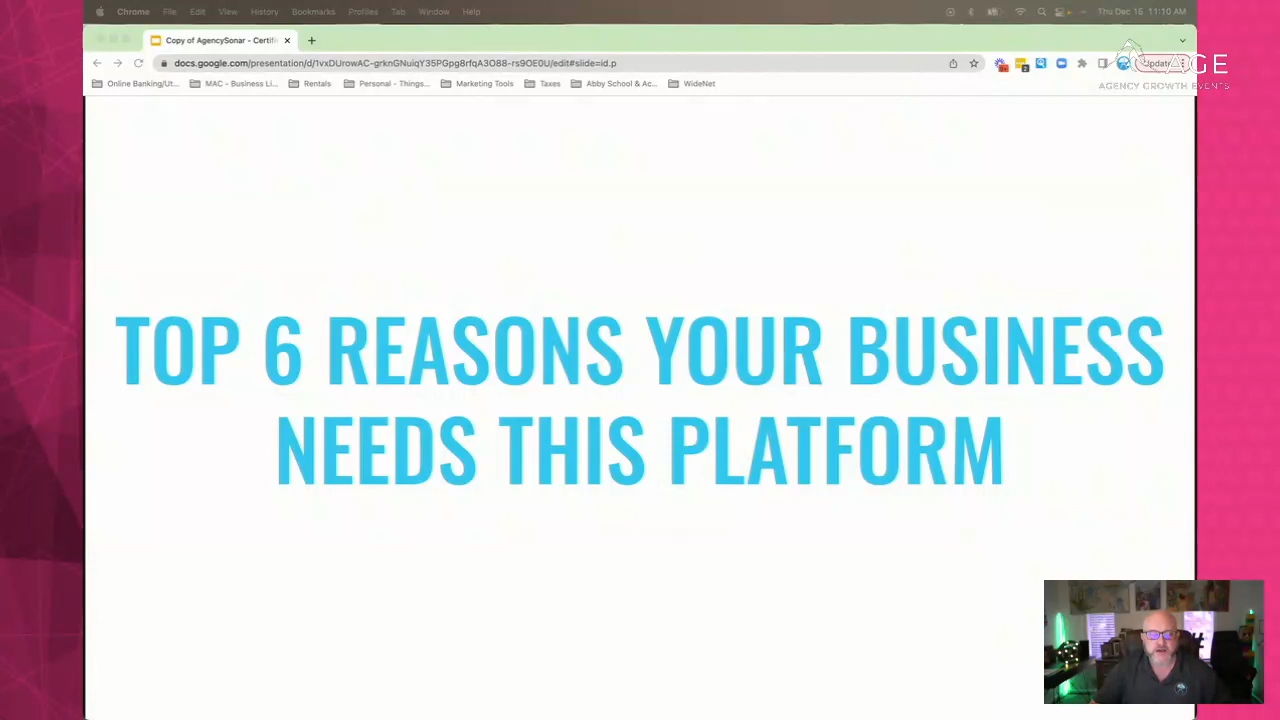 Chrome File Edit View History Bookmarks Profiles Tab Window Help Thu Dec 15 11:10 AM
Copy of AgencySonar - Certifi
docs.google.com/presentation/d/1vxDUrowAC-grknGNuiqY35PGpg8rfqA3O88-rs9OE0U/edit#slide=id.p
Online Banking/Ut... MAC - Business Li... Rentals Personal - Things... Marketing Tools Taxes Abby School & Ac... WideNet
AGE
AGENCY GROWTH EVENTS
TOP 6 REASONS YOUR BUSINESS
NEEDS THIS PLATFORM